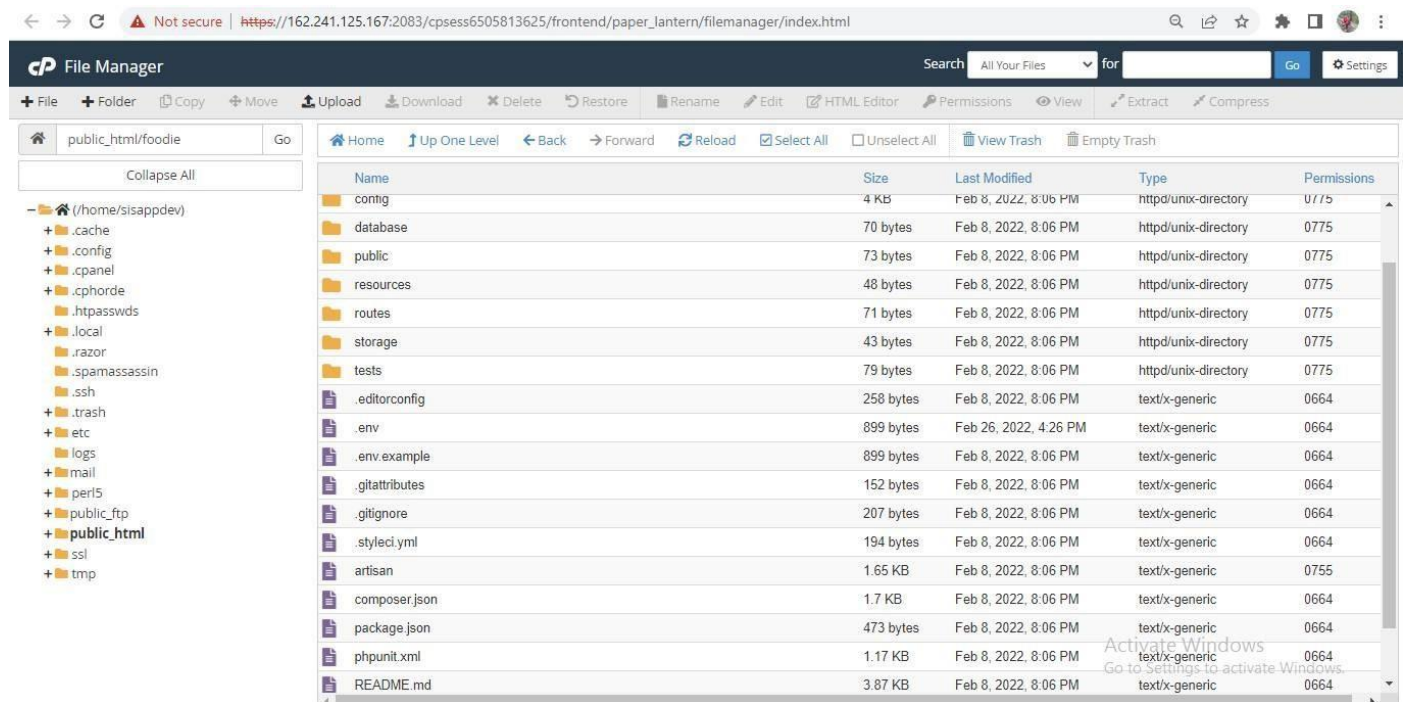 Not secure https://162.241.125.167:2083/cpsess6505813625/frontend/paper_lantern/filemanager/index.html
cP File Manager Search All Your Files for Go Settings
+ File + Folder Copy Move Upload Download Delete Restore Rename Edit HTML Editor Permissions View Extract Compress
public_html/foodie Go Home Up One Level Back Forward Reload Select All Unselect All View Trash Empty Trash
Collapse All
(/home/sisappdev)
.cache
.config
.cpanel
.cphorde
.htpasswds
.local
.razor
.spamassassin
.ssh
.trash
etc
logs
mail
perl5
public_ftp
public_html
ssl
tmp
Name Size Last Modified Type Permissions
config 4 KB Feb 8, 2022, 8:06 PM httpd/unix-directory 0775
database 70 bytes Feb 8, 2022, 8:06 PM httpd/unix-directory 0775
public 73 bytes Feb 8, 2022, 8:06 PM httpd/unix-directory 0775
resources 48 bytes Feb 8, 2022, 8:06 PM httpd/unix-directory 0775
routes 71 bytes Feb 8, 2022, 8:06 PM httpd/unix-directory 0775
storage 43 bytes Feb 8, 2022, 8:06 PM httpd/unix-directory 0775
tests 79 bytes Feb 8, 2022, 8:06 PM httpd/unix-directory 0775
.editorconfig 258 bytes Feb 8, 2022, 8:06 PM text/x-generic 0664
.env 899 bytes Feb 26, 2022, 4:26 PM text/x-generic 0664
.env.example 899 bytes Feb 8, 2022, 8:06 PM text/x-generic 0664
.gitattributes 152 bytes Feb 8, 2022, 8:06 PM text/x-generic 0664
.gitignore 207 bytes Feb 8, 2022, 8:06 PM text/x-generic 0664
.styleci.yml 194 bytes Feb 8, 2022, 8:06 PM text/x-generic 0664
artisan 1.65 KB Feb 8, 2022, 8:06 PM text/x-generic 0755
composer.json 1.7 KB Feb 8, 2022, 8:06 PM text/x-generic 0664
package.json 473 bytes Feb 8, 2022, 8:06 PM text/x-generic 0664
phpunit.xml 1.17 KB Feb 8, 2022, 8:06 PM text/x-generic 0664
README.md 3.87 KB Feb 8, 2022, 8:06 PM text/x-generic 0664
Activate Windows
Go to Settings to activate Windows.